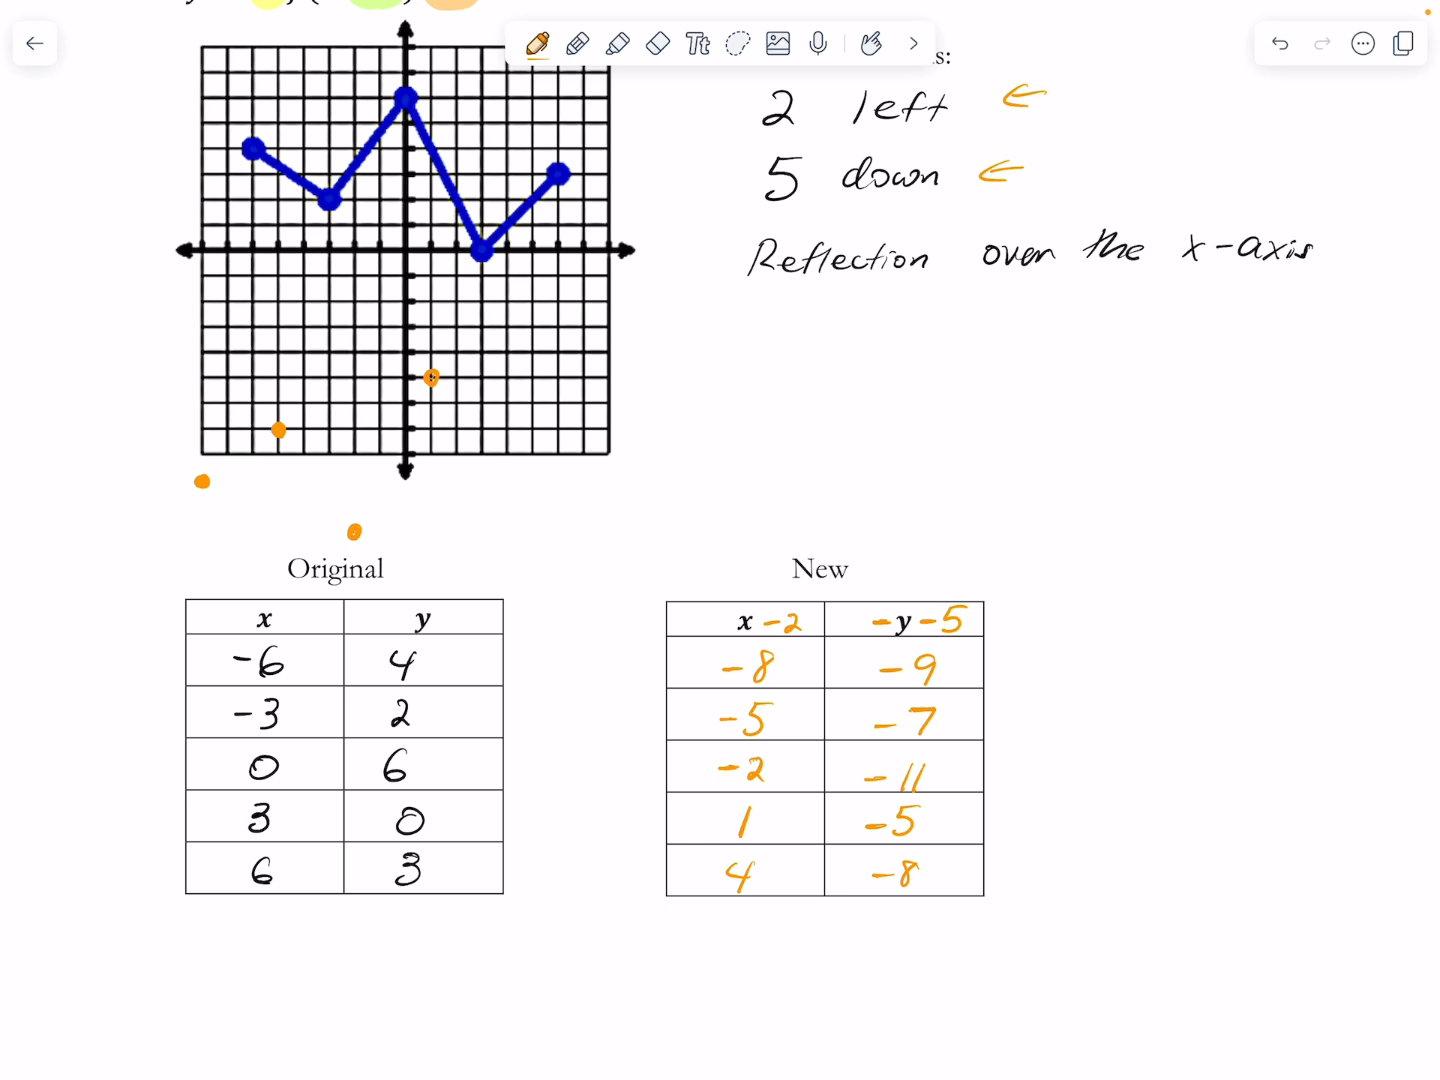 Tt
s:
2 left ←
5 down ←
Reflection over the x-axis
Original
x y
-6 4
-3 2
0 6
3 0
6 3
New
x -2 -y -5
-8 -9
-5 -7
-2 -11
1 -5
4 -8